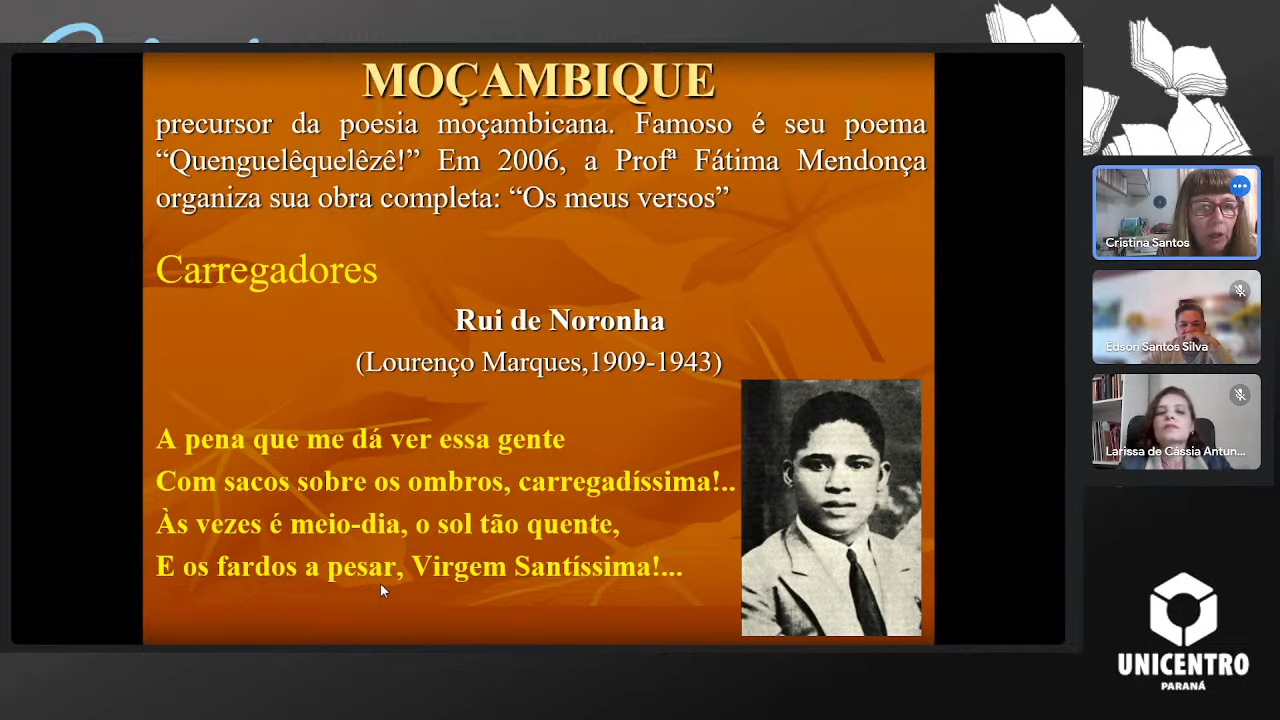 MOÇAMBIQUE
precursor da poesia moçambicana. Famoso é seu poema
“Quenguelêquelêzê!” Em 2006, a Profª Fátima Mendonça
organiza sua obra completa: “Os meus versos”
Carregadores
Rui de Noronha
(Lourenço Marques,1909-1943)
A pena que me dá ver essa gente
Com sacos sobre os ombros, carregadíssima!..
Às vezes é meio-dia, o sol tão quente,
E os fardos a pesar, Virgem Santíssima!...
Cristina Santos
Edson Santos Silva
Larissa de Cássia Antun...
UNICENTRO
PARANÁ